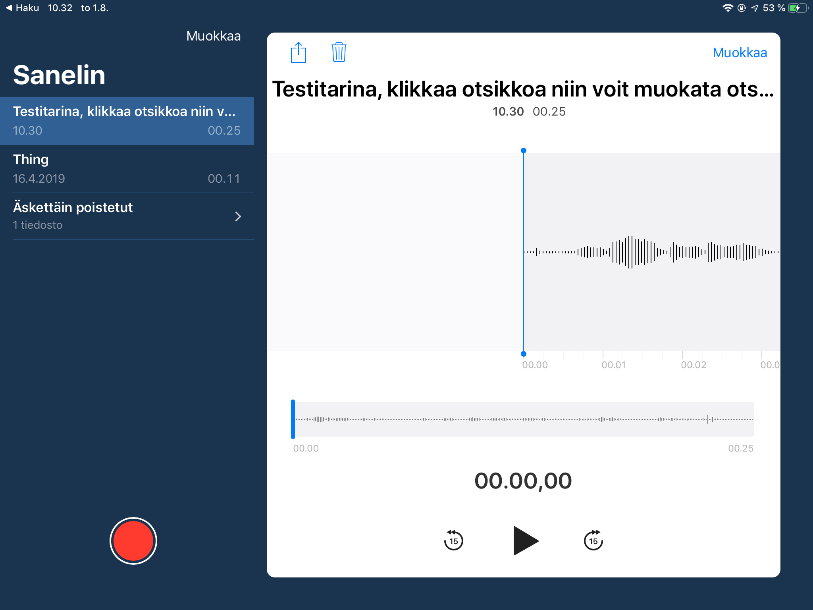 ◀ Haku 10.32 to 1.8.
53 %
Muokkaa
Sanelin
Testitarina, klikkaa otsikkoa niin v...
10.30 00.25
Thing
16.4.2019 00.11
Äskettäin poistetut
1 tiedosto
Muokkaa
Testitarina, klikkaa otsikkoa niin voit muokata ots...
10.30 00.25
00.00 00.01 00.02 00.0
00.00 00.25
00.00,00
15 15